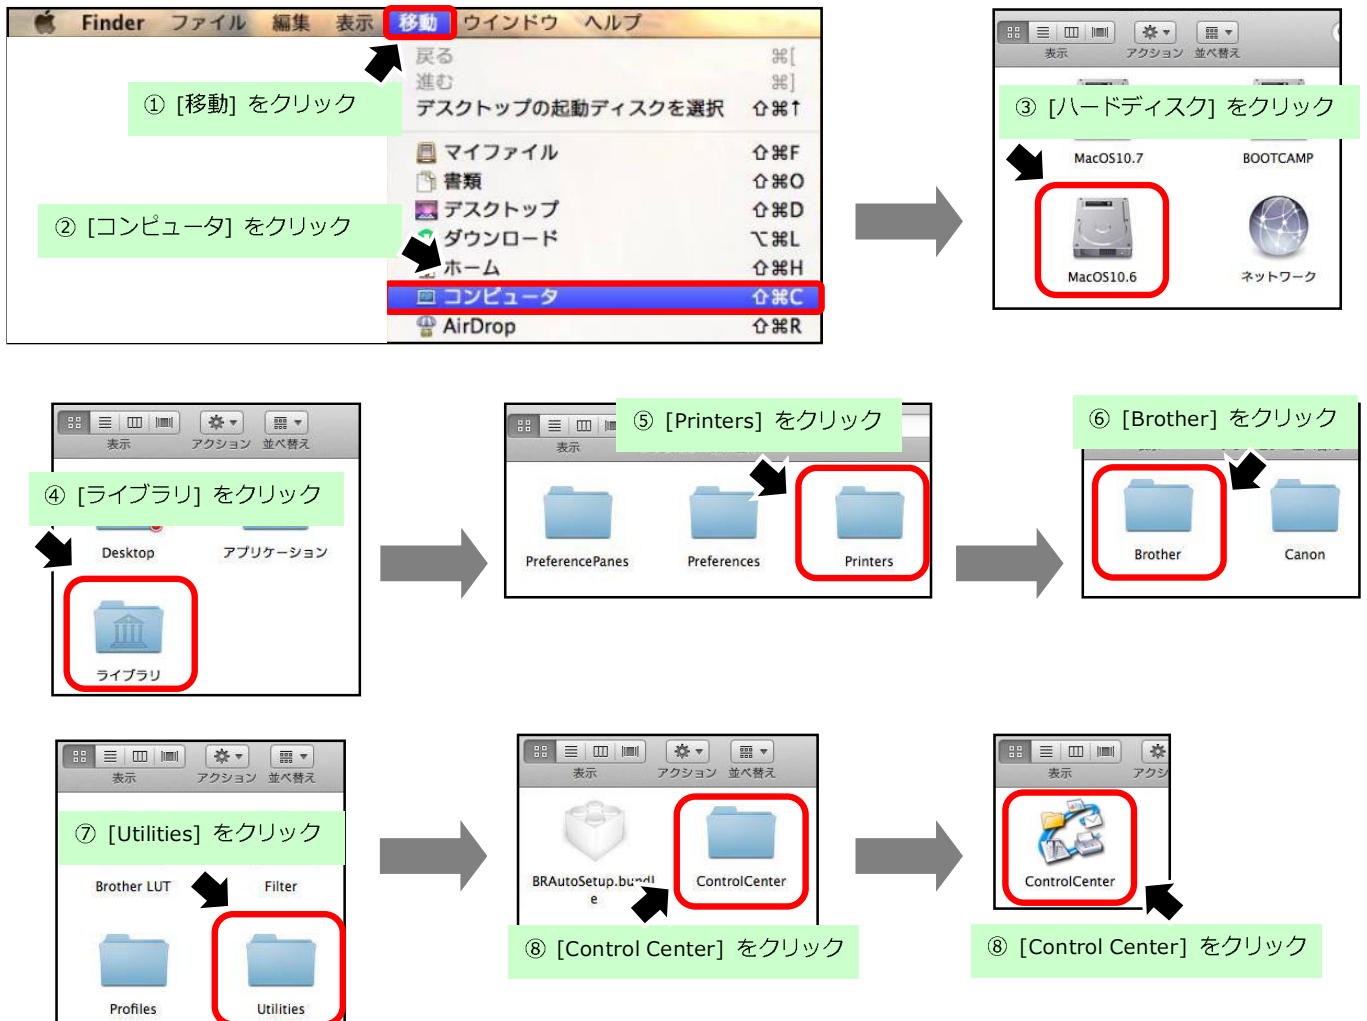 Finder ファイル 編集 表示 移動 ウインドウ ヘルプ
戻る ⌘[
進む ⌘]
デスクトップの起動ディスクを選択 ⇧⌘↑
① [移動] をクリック
マイファイル ⇧⌘F
書類 ⇧⌘O
デスクトップ ⇧⌘D
② [コンピュータ] をクリック
ダウンロード ⌥⌘L
ホーム ⇧⌘H
コンピュータ ⇧⌘C
AirDrop ⇧⌘R
表示 アクション 並べ替え
③ [ハードディスク] をクリック
MacOS10.7 BOOTCAMP
MacOS10.6 ネットワーク
表示 アクション 並べ替え
④ [ライブラリ] をクリック
Desktop アプリケーション
ライブラリ
⑤ [Printers] をクリック
表示
PreferencePanes Preferences Printers
⑥ [Brother] をクリック
Brother Canon
表示 アクション 並べ替え
⑦ [Utilities] をクリック
Brother LUT Filter
Profiles Utilities
表示 アクション 並べ替え
BRAutoSetup.bundl
e
ControlCenter
⑧ [Control Center] をクリック
表示 アクシ
ControlCenter
⑧ [Control Center] をクリック